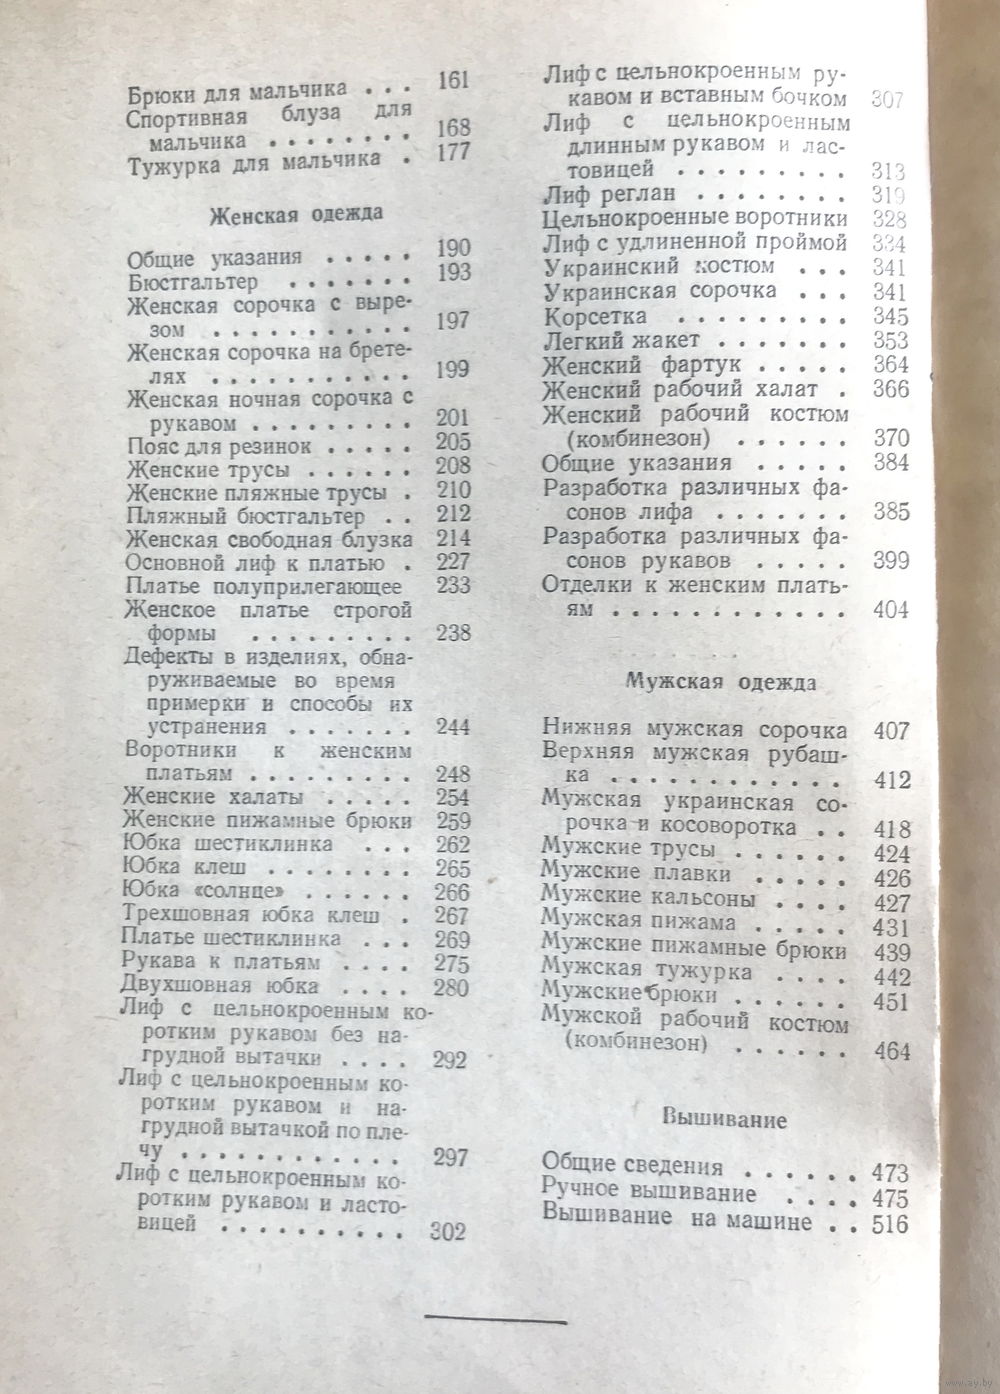 Брюки для мальчика . . . 161
Спортивная блуза для
мальчика . . . . . . . . 168
Тужурка для мальчика . 177
Женская одежда
Общие указания . . . . . 190
Бюстгальтер . . . . . . . 193
Женская сорочка с выре-
зом . . . . . . . . . . . 197
Женская сорочка на брете-
лях . . . . . . . . . . . 199
Женская ночная сорочка с
рукавом . . . . . . . . . 201
Пояс для резинок . . . . . 205
Женские трусы . . . . . . 208
Женские пляжные трусы . 210
Пляжный бюстгальтер . . 212
Женская свободная блузка 214
Основной лиф к платью . 227
Платье полуприлегающее 233
Женское платье строгой
формы . . . . . . . . . 238
Дефекты в изделиях, обна-
руживаемые во время
примерки и способы их
устранения . . . . . . . 244
Воротники к женским
платьям . . . . . . . . . 248
Женские халаты . . . . . 254
Женские пижамные брюки 259
Юбка шестиклинка . . . 262
Юбка клеш . . . . . . . 265
Юбка «солнце» . . . . . . 266
Трехшовная юбка клеш . 267
Платье шестиклинка . . . 269
Рукава к платьям . . . . 275
Двухшовная юбка . . . . 280
Лиф с цельнокроенным ко-
ротким рукавом без на-
грудной вытачки . . . . 292
Лиф с цельнокроенным ко-
ротким рукавом и на-
грудной вытачкой по пле-
чу . . . . . . . . . . . . 297
Лиф с цельнокроенным ко-
ротким рукавом и ласто-
вицей . . . . . . . . . . 302
Лиф с цельнокроенным ру-
кавом и вставным бочком 307
Лиф с цельнокроенным
длинным рукавом и лас-
товицей . . . . . . . . . 313
Лиф реглан . . . . . . . . 319
Цельнокроенные воротники 328
Лиф с удлиненной проймой 334
Украинский костюм . . . 341
Украинская сорочка . . . 341
Корсетка . . . . . . . . . 345
Легкий жакет . . . . . . . 353
Женский фартук . . . . . 364
Женский рабочий халат . 366
Женский рабочий костюм
(комбинезон) . . . . . . 370
Общие указания . . . . . 384
Разработка различных фа-
сонов лифа . . . . . . . 385
Разработка различных фа-
сонов рукавов . . . . . 399
Отделки к женским плать-
ям . . . . . . . . . . . . 404
Мужская одежда
Нижняя мужская сорочка 407
Верхняя мужская рубаш-
ка . . . . . . . . . . . . 412
Мужская украинская со-
рочка и косоворотка . . 418
Мужские трусы . . . . . . 424
Мужские плавки . . . . . 426
Мужские кальсоны . . . . 427
Мужская пижама . . . . . 431
Мужские пижамные брюки 439
Мужская тужурка . . . . 442
Мужские брюки . . . . . . 451
Мужской рабочий костюм
(комбинезон) . . . . . . 464
Вышивание
Общие сведения . . . . . . 473
Ручное вышивание . . . . 475
Вышивание на машине . . 516
www.ay.by